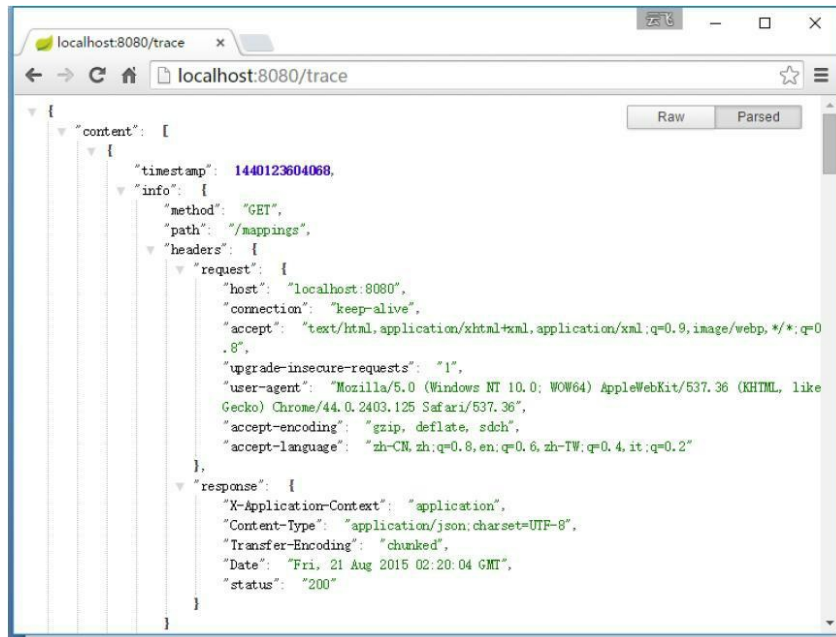 云飞
localhost:8080/trace
localhost:8080/trace
Raw Parsed
{
"content": [
{
"timestamp": 1440123604068,
"info": {
"method": "GET",
"path": "/mappings",
"headers": {
"request": {
"host": "localhost:8080",
"connection": "keep-alive",
"accept": "text/html,application/xhtml+xml,application/xml;q=0.9,image/webp,*/*;q=0
.8",
"upgrade-insecure-requests": "1",
"user-agent": "Mozilla/5.0 (Windows NT 10.0; WOW64) AppleWebKit/537.36 (KHTML, like
Gecko) Chrome/44.0.2403.125 Safari/537.36",
"accept-encoding": "gzip, deflate, sdch",
"accept-language": "zh-CN,zh;q=0.8,en;q=0.6,zh-TW;q=0.4,it;q=0.2"
},
"response": {
"X-Application-Context": "application",
"Content-Type": "application/json;charset=UTF-8",
"Transfer-Encoding": "chunked",
"Date": "Fri, 21 Aug 2015 02:20:04 GMT",
"status": "200"
}
}